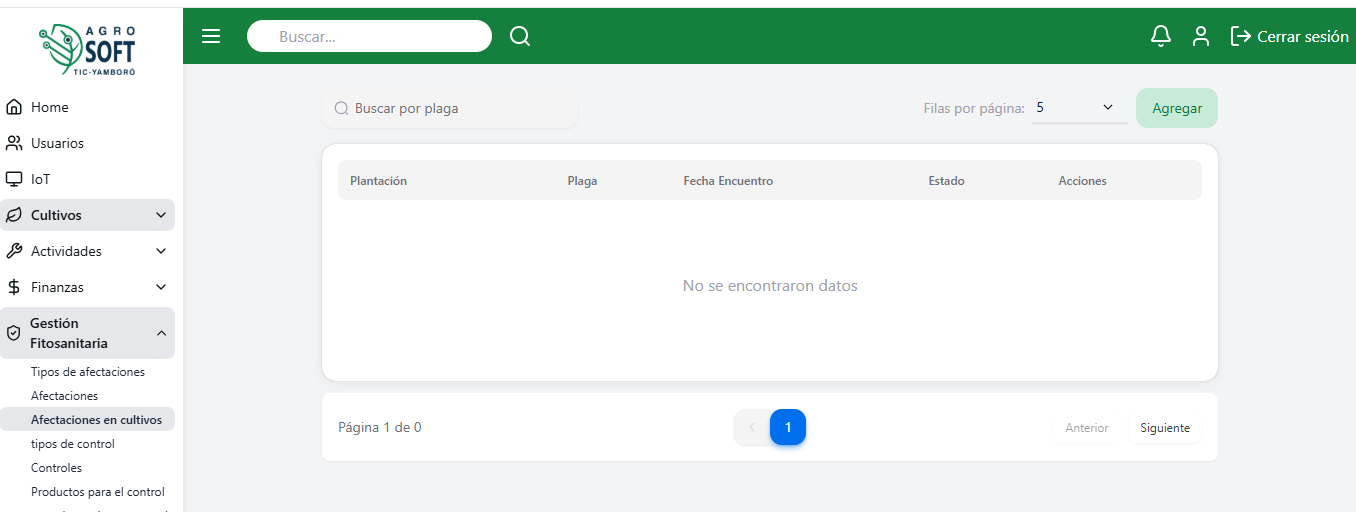 AGRO
SOFT
TIC-YAMBORÓ
Buscar...
Cerrar sesión
Home
Usuarios
IoT
Cultivos
Actividades
Finanzas
Gestión
Fitosanitaria
Tipos de afectaciones
Afectaciones
Afectaciones en cultivos
tipos de control
Controles
Productos para el control
Buscar por plaga
Filas por página: 5
Agregar
Plantación Plaga Fecha Encuentro Estado Acciones
No se encontraron datos
Página 1 de 0
1
Anterior Siguiente